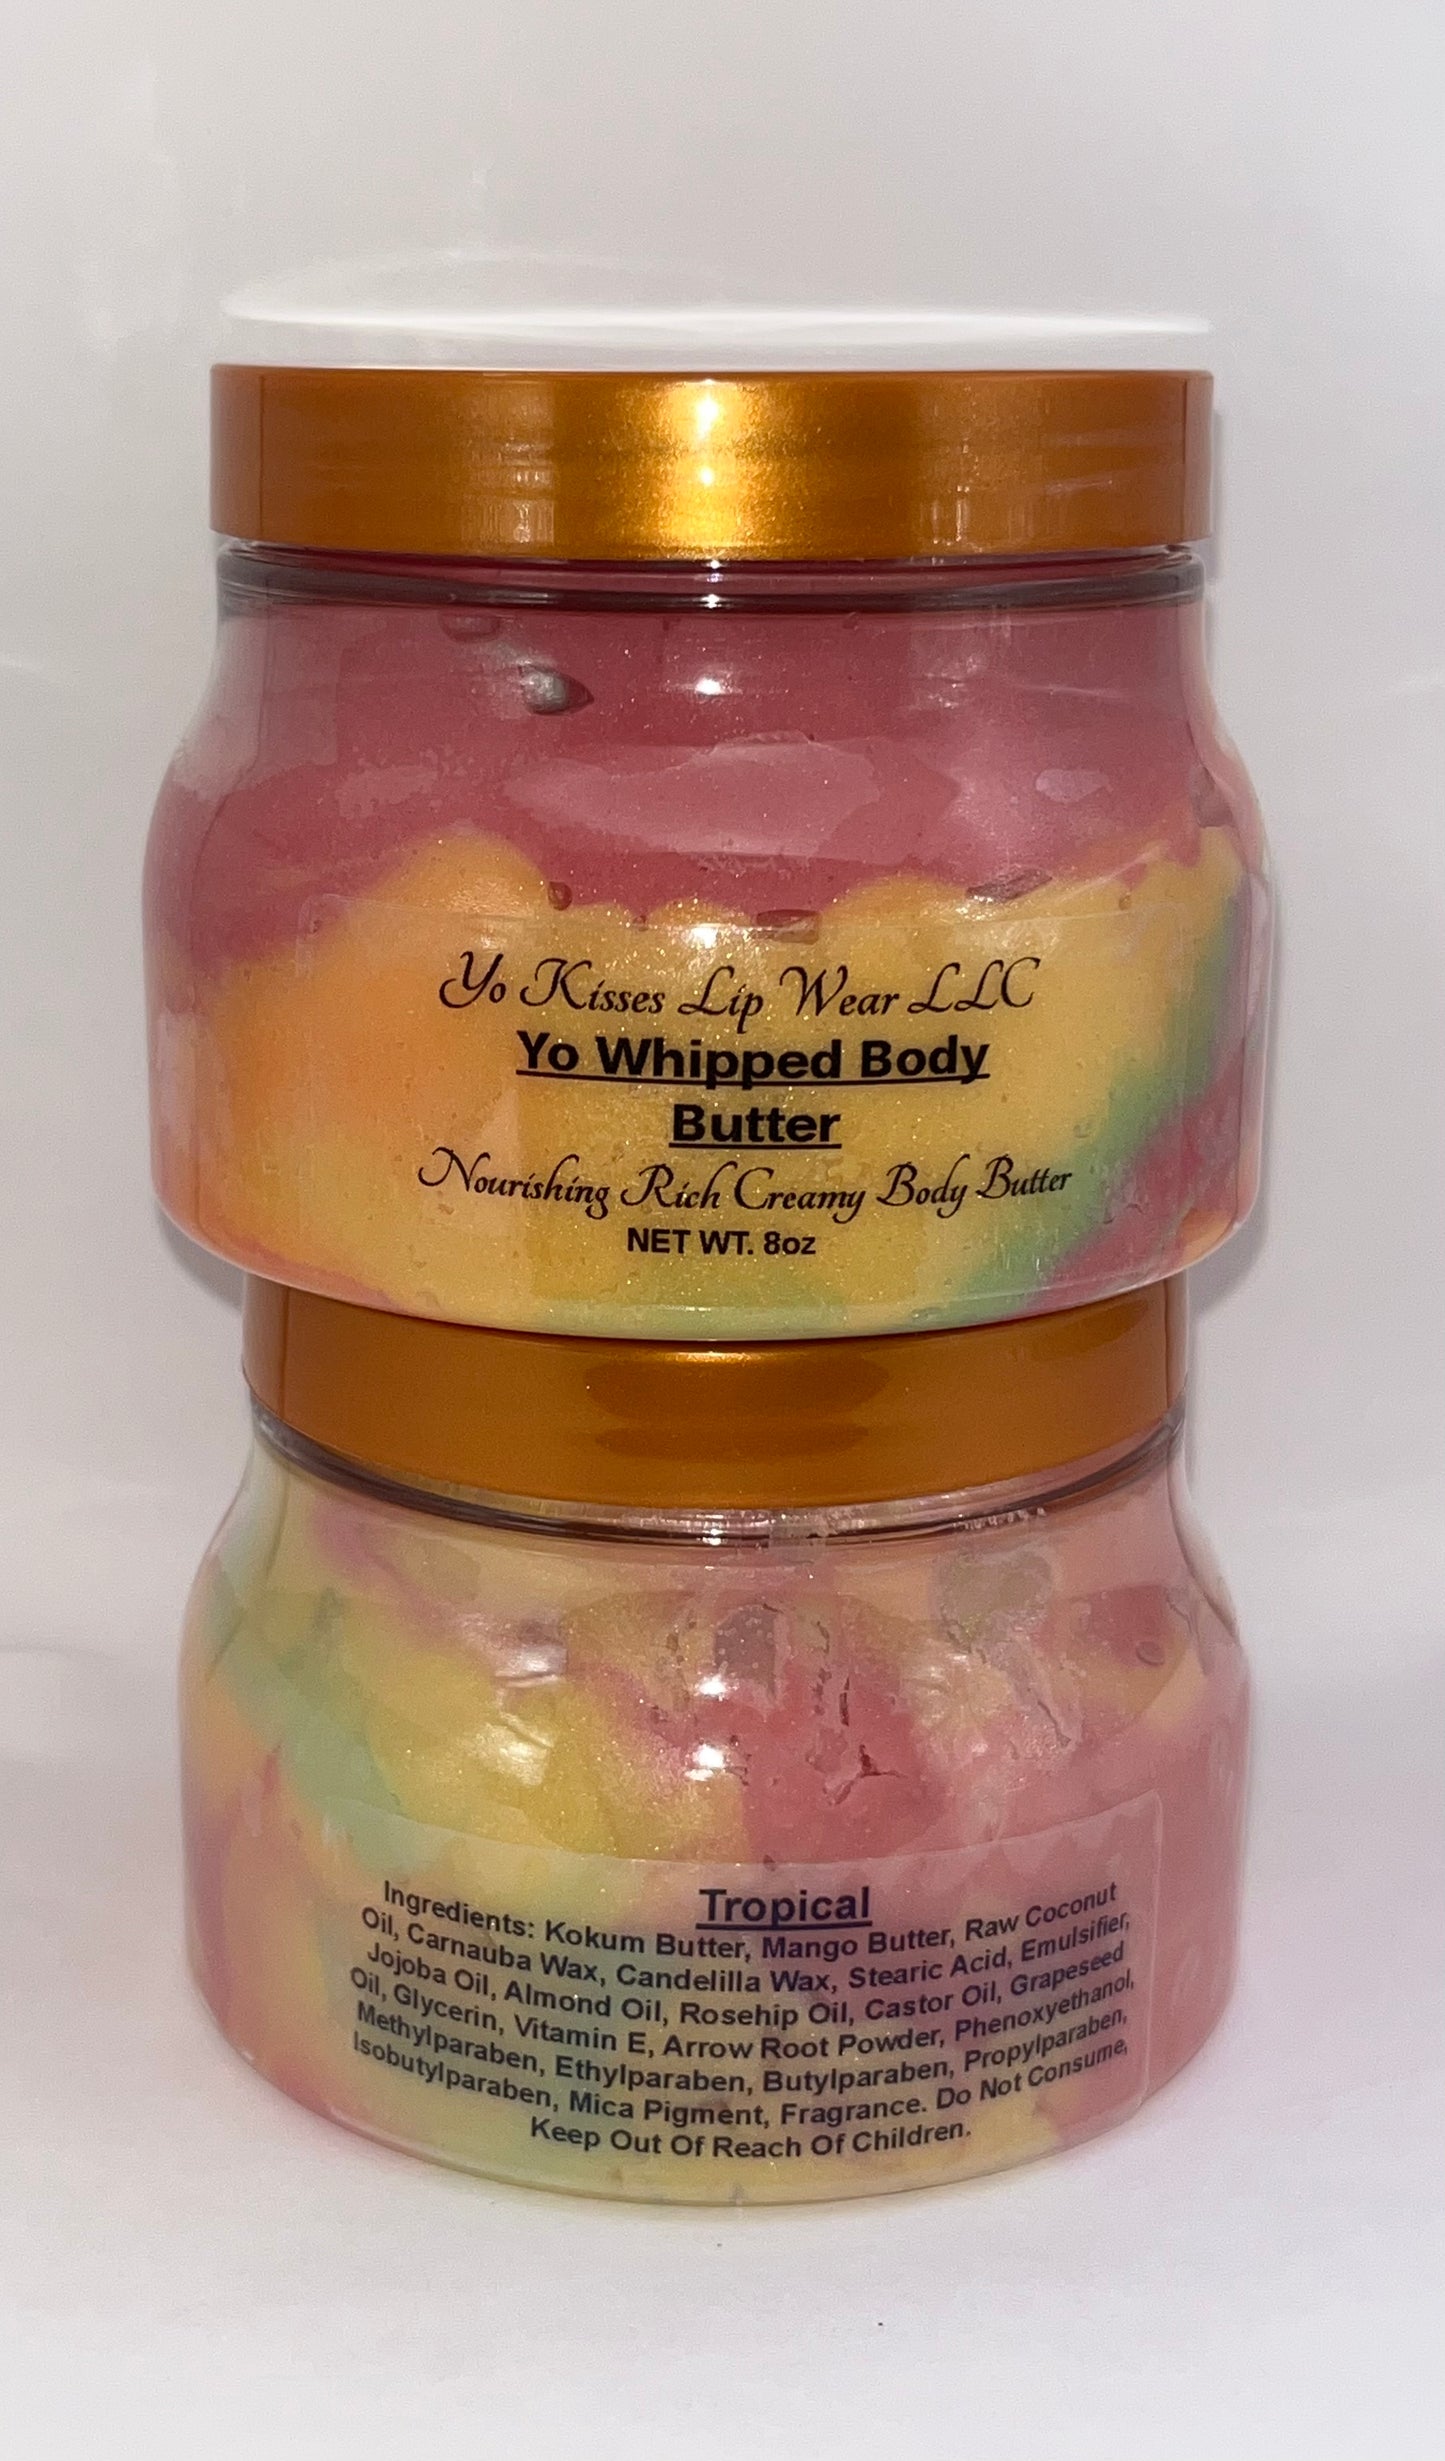 Yo Kisses Lip Wear LLC
Yo Whipped Body
Butter
Nourishing Rich Creamy Body Butter
NET WT. 8oz
Tropical
Ingredients: Kokum Butter, Mango Butter, Raw Coconut
Oil, Carnauba Wax, Candelilla Wax, Stearic Acid, Emulsifier,
Jojoba Oil, Almond Oil, Rosehip Oil, Castor Oil, Grapeseed
Oil, Glycerin, Vitamin E, Arrow Root Powder, Phenoxyethanol,
Methylparaben, Ethylparaben, Butylparaben, Propylparaben,
Isobutylparaben, Mica Pigment, Fragrance. Do Not Consume,
Keep Out Of Reach Of Children.